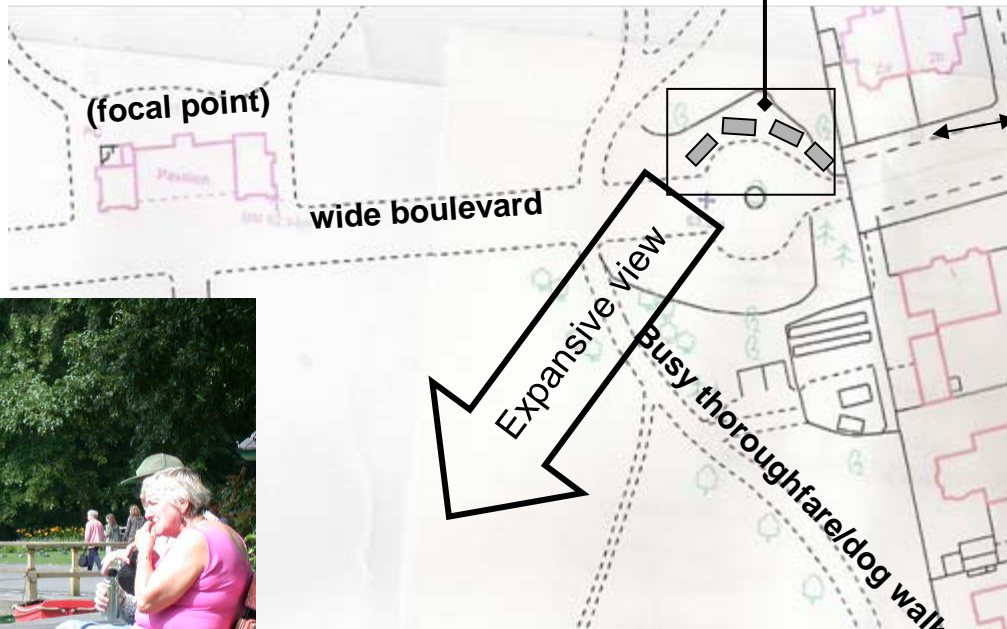 (focal point)
Pavilion
wide boulevard
Expansive view
Busy thoroughfare/dog walk